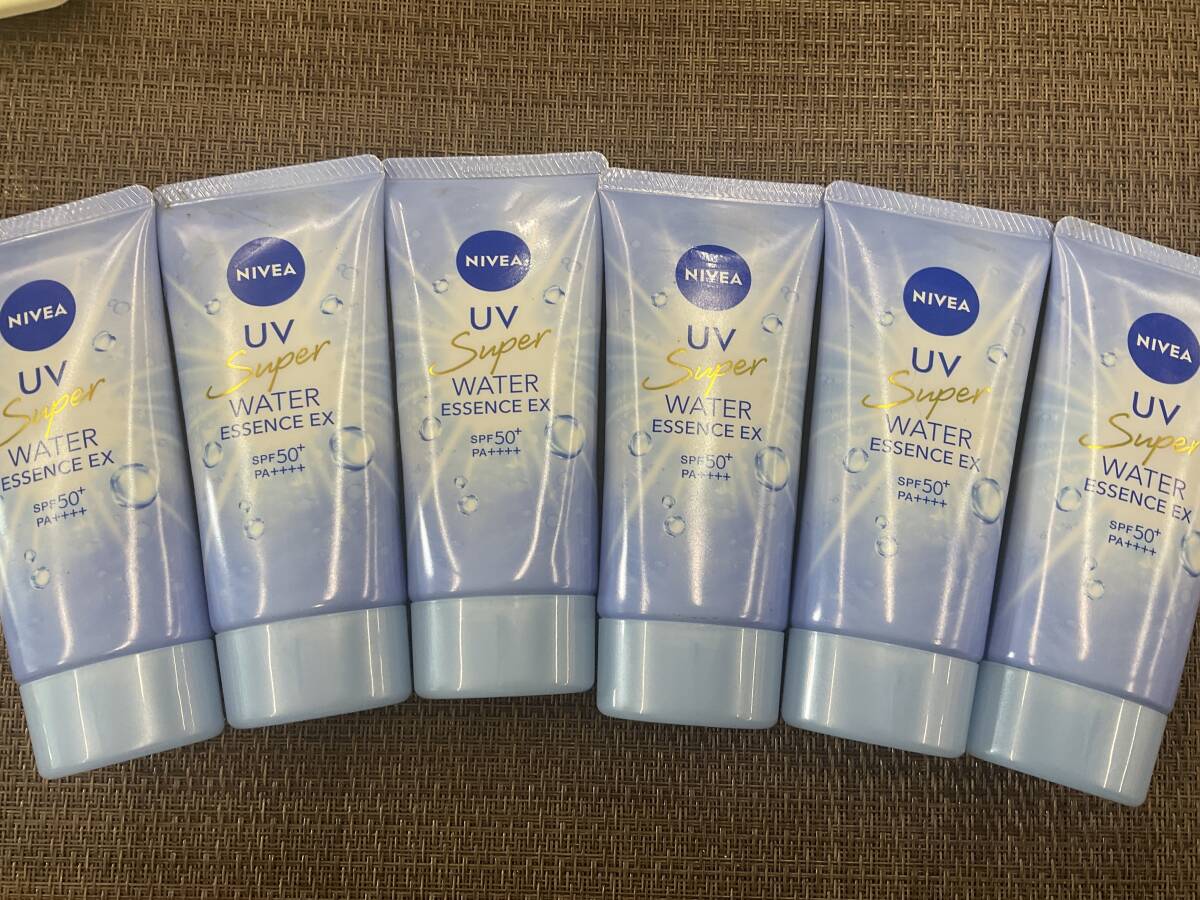 NIVEA
UV
Super
WATER
ESSENCE EX
SPF50+
PA++++
NIVEA
UV
Super
WATER
ESSENCE EX
SPF50+
PA++++
NIVEA
UV
Super
WATER
ESSENCE EX
SPF50+
PA++++
NIVEA
UV
Super
WATER
ESSENCE EX
SPF50+
PA++++
NIVEA
UV
Super
WATER
ESSENCE EX
SPF50+
PA++++
NIVEA
UV
Super
WATER
ESSENCE EX
SPF50+
PA++++